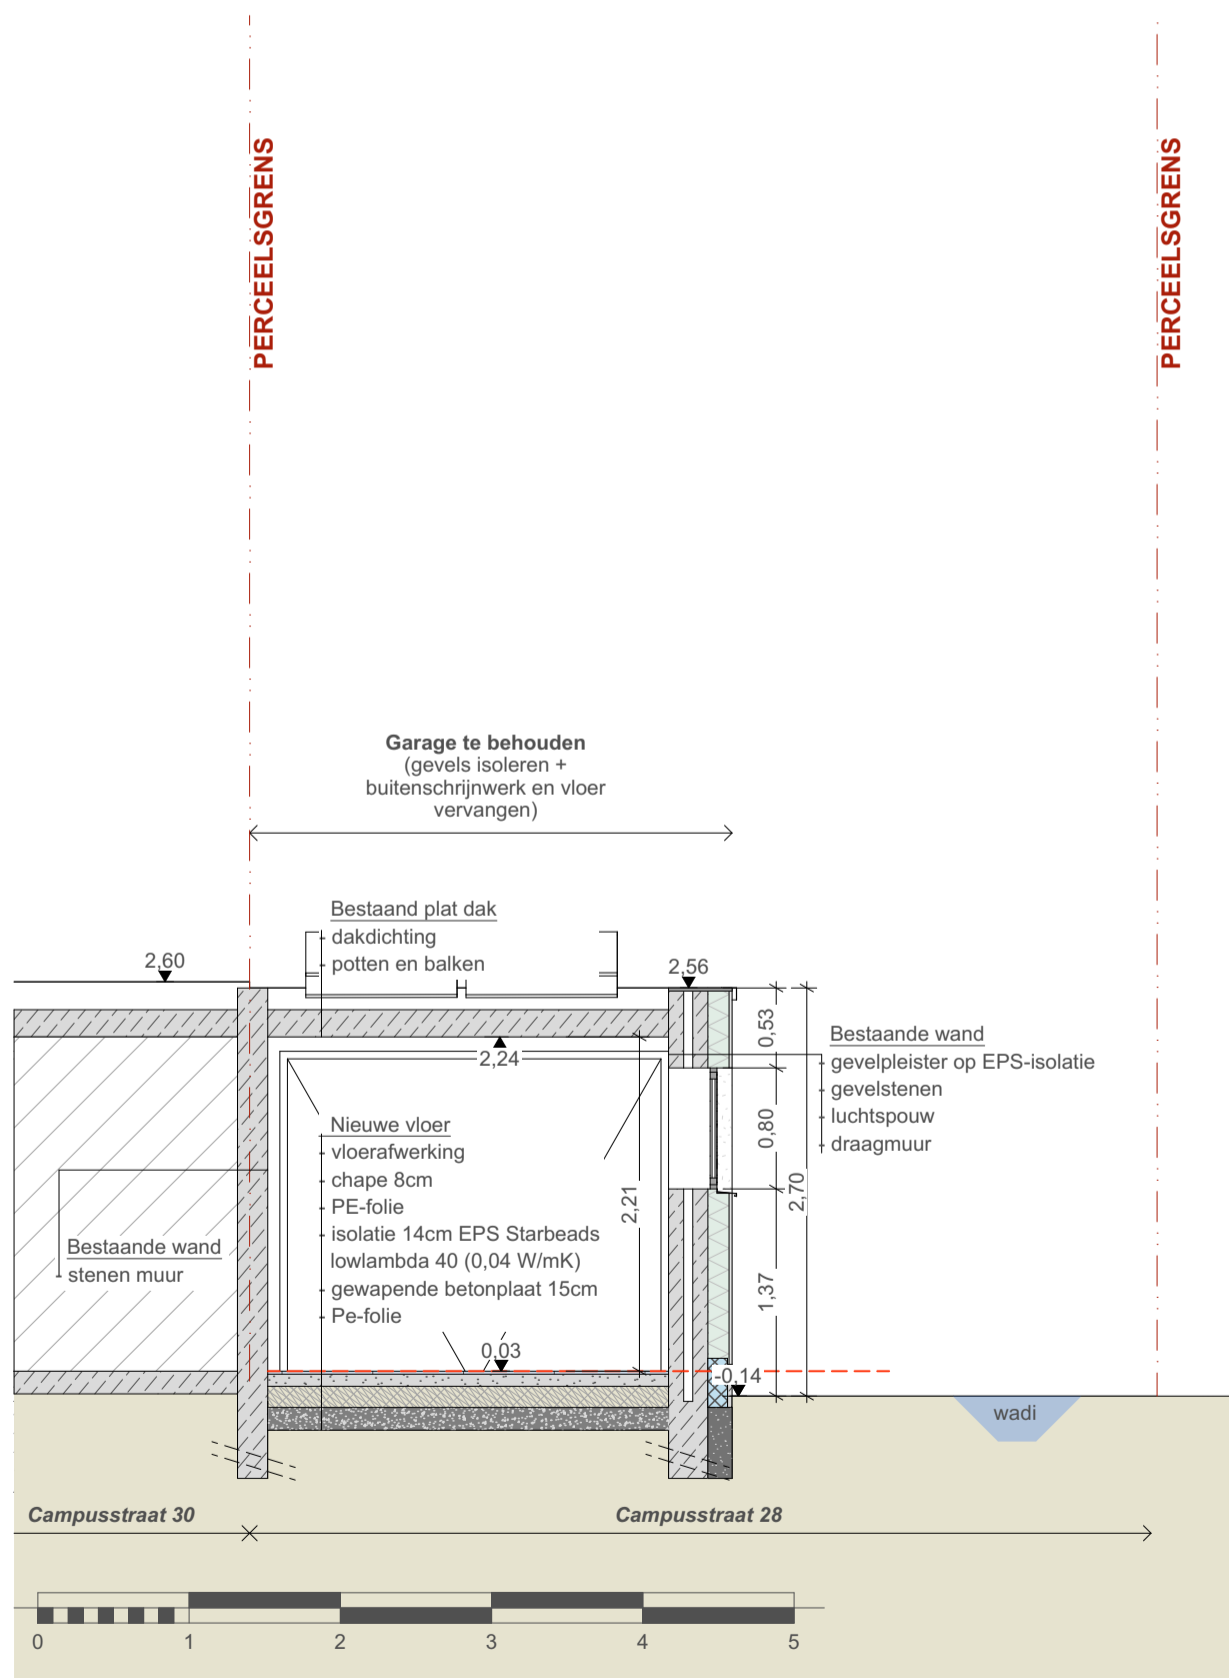 PERCEELSGRENS
PERCEELSGRENS
Garage te behouden
(gevels isoleren +
buitenschrijnwerk en vloer
vervangen)
Bestaand plat dak
dakdichting
potten en balken
2,60
2,56
0,53
2,24
Bestaande wand
gevelpleister op EPS-isolatie
gevelstenen
luchtspouw
draagmuur
0,80
2,70
2,21
1,37
Nieuwe vloer
vloerafwerking
chape 8cm
PE-folie
isolatie 14cm EPS Starbeads
lowlambda 40 (0,04 W/mK)
gewapende betonplaat 15cm
Pe-folie
Bestaande wand
stenen muur
0,03
-0,14
wadi
Campusstraat 30
Campusstraat 28
0 1 2 3 4 5